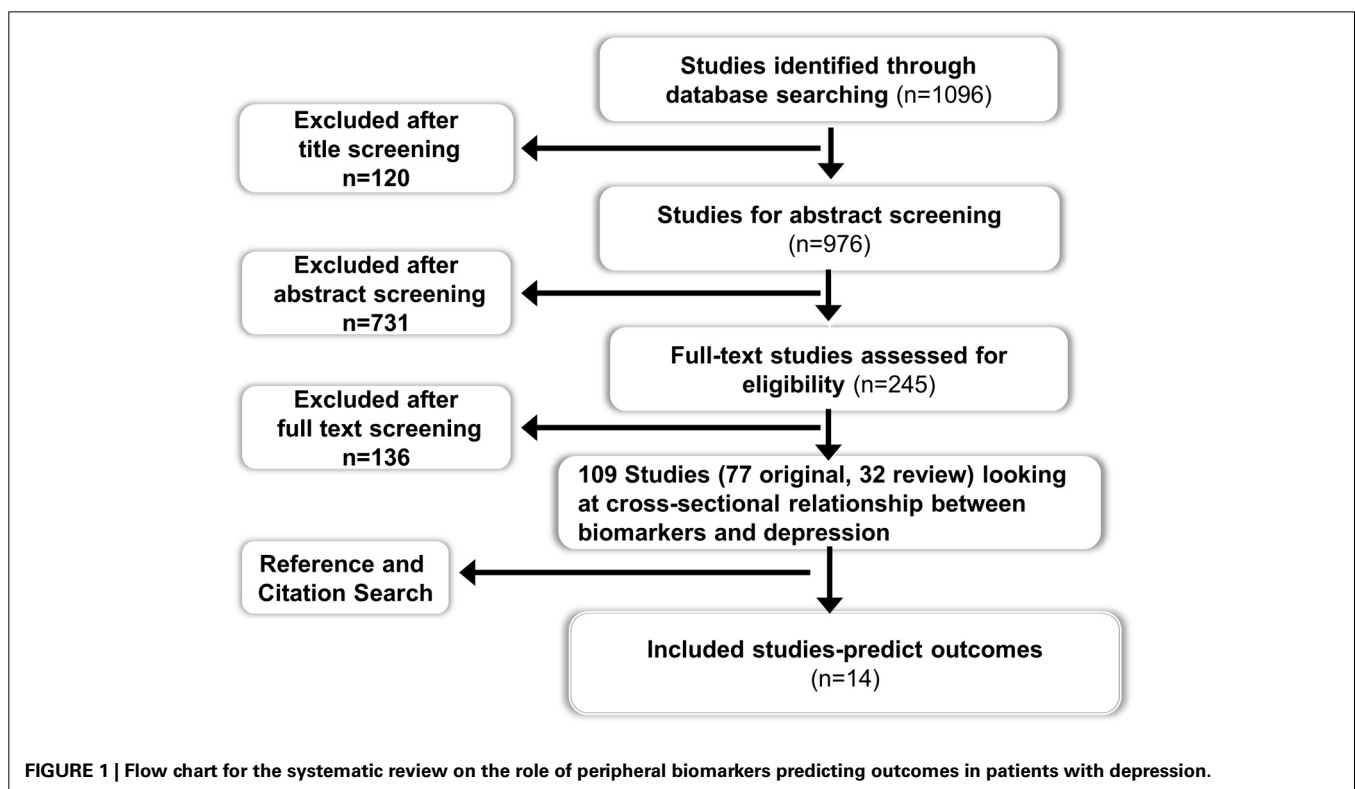 Studies identified through
database searching (n=1096)
Excluded after
title screening
n=120
Studies for abstract screening
(n=976)
Excluded after
abstract screening
n=731
Full-text studies assessed for
eligibility (n=245)
Excluded after
full text screening
n=136
109 Studies (77 original, 32 review) looking
at cross-sectional relationship between
biomarkers and depression
Reference and
Citation Search
Included studies-predict outcomes
(n=14)
FIGURE 1 | Flow chart for the systematic review on the role of peripheral biomarkers predicting outcomes in patients with depression.